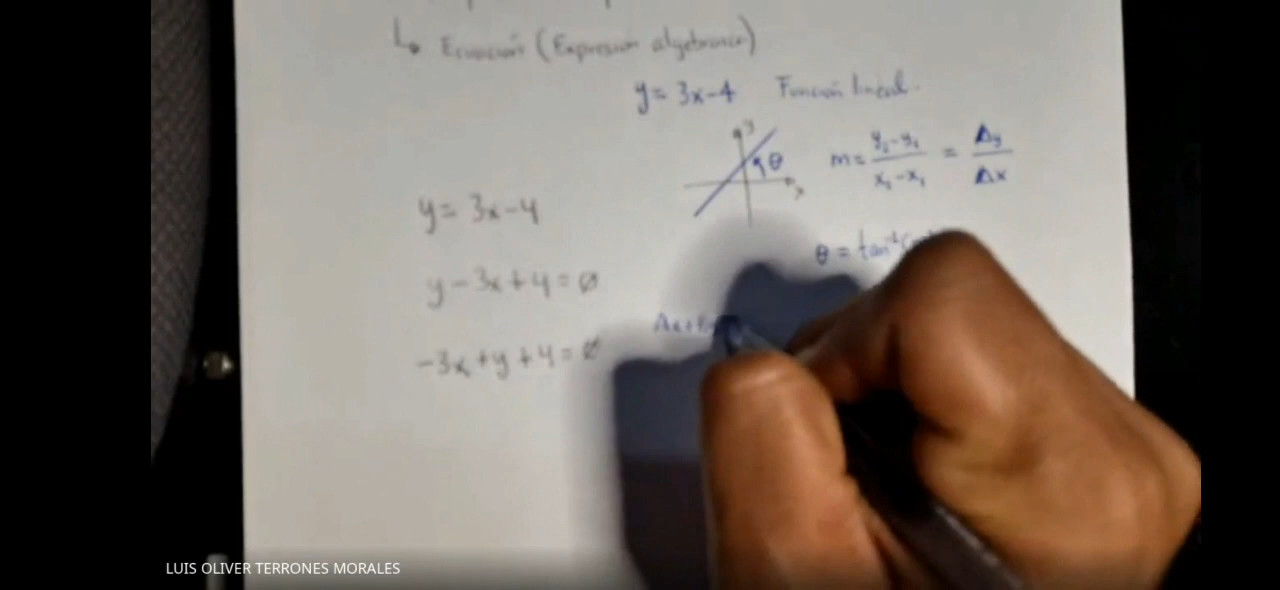 ↳ Ecuación (Expresión algebraica)
y = 3x - 4 Función lineal.
y
θ
x
m = y₂-y₁ / x₂-x₁ = Δy / Δx
y = 3x - 4
θ = tan⁻¹(
y - 3x + 4 = ∅
-3x + y + 4 = ∅
LUIS OLIVER TERRONES MORALES